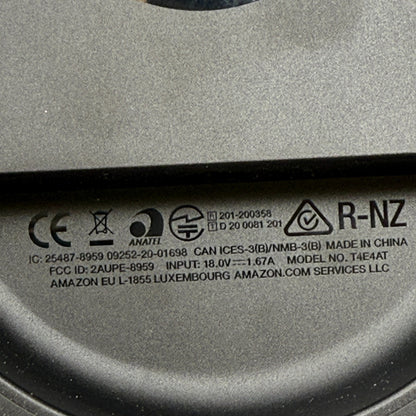 CE ANATEL R 201-200358 R-NZ
T D 20 0081 201
IC: 25487-8959 09252-20-01698 CAN ICES-3(B)/NMB-3(B) MADE IN CHINA
FCC ID: 2AUPE-8959 INPUT: 18.0V⎓1.67A MODEL NO. T4E4AT
AMAZON EU L-1855 LUXEMBOURG AMAZON.COM SERVICES LLC